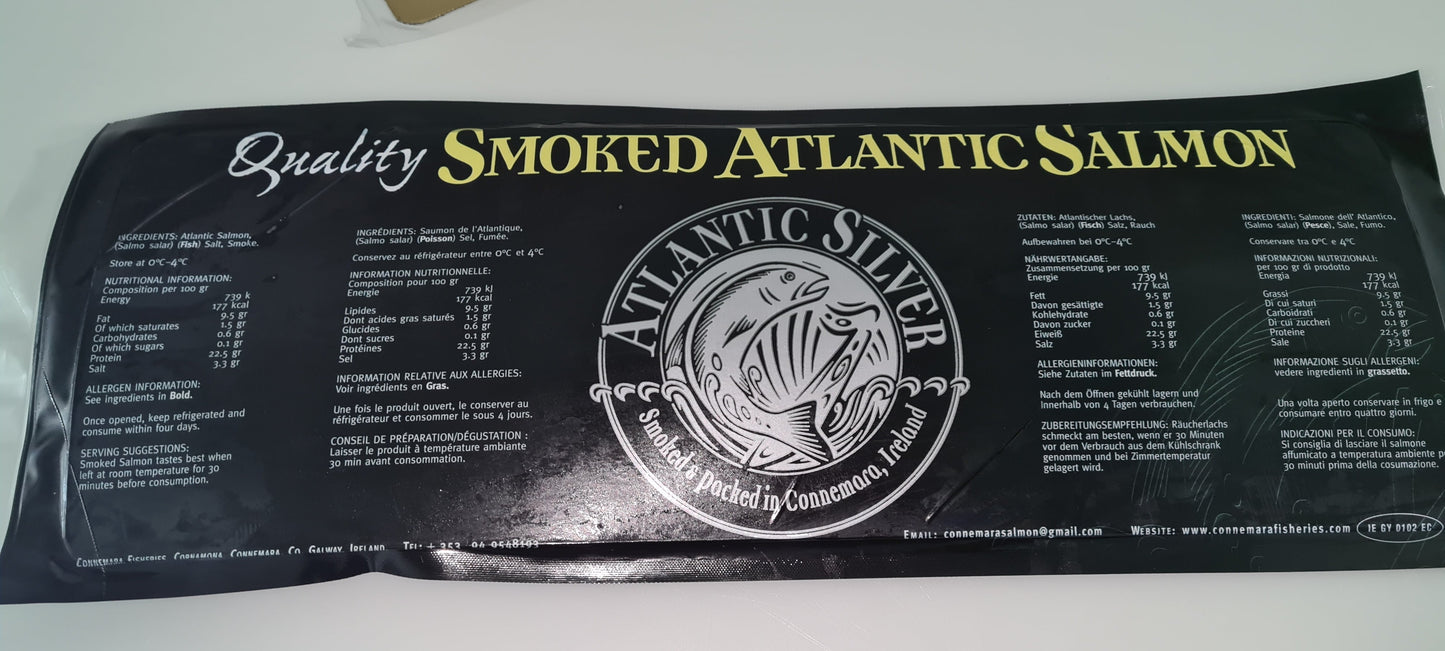 Quality SMOKED ATLANTIC SALMON
INGREDIENTS: Atlantic Salmon,
(Salmo salar) (Fish) Salt, Smoke.
Store at 0°C–4°C
NUTRITIONAL INFORMATION:
Composition per 100 gr
Energy 739 k
177 kcal
Fat 9.5 gr
Of which saturates 1.5 gr
Carbohydrates 0.6 gr
Of which sugars 0.1 gr
Protein 22.5 gr
Salt 3.3 gr
ALLERGEN INFORMATION:
See ingredients in Bold.
Once opened, keep refrigerated and
consume within four days.
SERVING SUGGESTIONS:
Smoked Salmon tastes best when
left at room temperature for 30
minutes before consumption.
INGRÉDIENTS: Saumon de l'Atlantique,
(Salmo salar) (Poisson) Sel, Fumée.
Conservez au réfrigérateur entre 0°C et 4°C
INFORMATION NUTRITIONNELLE:
Composition pour 100 gr
Energie 739 kJ
177 kcal
Lipides 9.5 gr
Dont acides gras saturés 1.5 gr
Glucides 0.6 gr
Dont sucres 0.1 gr
Protéines 22.5 gr
Sel 3.3 gr
INFORMATION RELATIVE AUX ALLERGIES:
Voir ingrédients en Gras.
Une fois le produit ouvert, le conserver au
réfrigérateur et consommer le sous 4 jours.
CONSEIL DE PRÉPARATION/DÉGUSTATION :
Laisser le produit à température ambiante
30 min avant consommation.
ATLANTIC SILVER
Smoked & packed in Connemara, Ireland
ZUTATEN: Atlantischer Lachs,
(Salmo salar) (Fisch) Salz, Rauch
Aufbewahren bei 0°C–4°C
NÄHRWERTANGABE:
Zusammensetzung per 100 gr
Energie 739 kJ
177 kcal
Fett 9.5 gr
Davon gesättigte 1.5 gr
Kohlehydrate 0.6 gr
Davon zucker 0.1 gr
Eiweiß 22.5 gr
Salz 3.3 gr
ALLERGIENINFORMATIONEN:
Siehe Zutaten in Fettdruck.
Nach dem Öffnen gekühlt lagern und
Innerhalb von 4 Tagen verbrauchen.
ZUBEREITUNGSEMPFEHLUNG: Räucherlachs
schmeckt am besten, wenn er 30 Minuten
vor dem Verbrauch aus dem Kühlschrank
genommen und bei Zimmertemperatur
gelagert wird.
INGREDIENTI: Salmone dell' Atlantico,
(Salmo salar) (Pesce), Sale, Fumo.
Conservare tra 0°C e 4°C
INFORMAZIONI NUTRIZIONALI:
per 100 gr di prodotto
Energia 739 kJ
177 kcal
Grassi 9.5 gr
Di cui saturi 1.5 gr
Carboidrati 0.6 gr
Di cui zuccheri 0.1 gr
Proteine 22.5 gr
Sale 3.3 gr
INFORMAZIONE SUGLI ALLERGENI:
vedere ingredienti in grassetto.
Una volta aperto conservare in frigo e
consumare entro quattro giorni.
INDICAZIONI PER IL CONSUMO:
Si consiglia di lasciare il salmone
affumicato a temperatura ambiente p
30 minuti prima della cosumazione.
CONNEMARA FISHERIES, CORNAMONA, CONNEMARA, CO. GALWAY, IRELAND. TEL: + 353 94 9548193
EMAIL: connemarasalmon@gmail.com WEBSITE: www.connemarafisheries.com IE GY 0102 EC